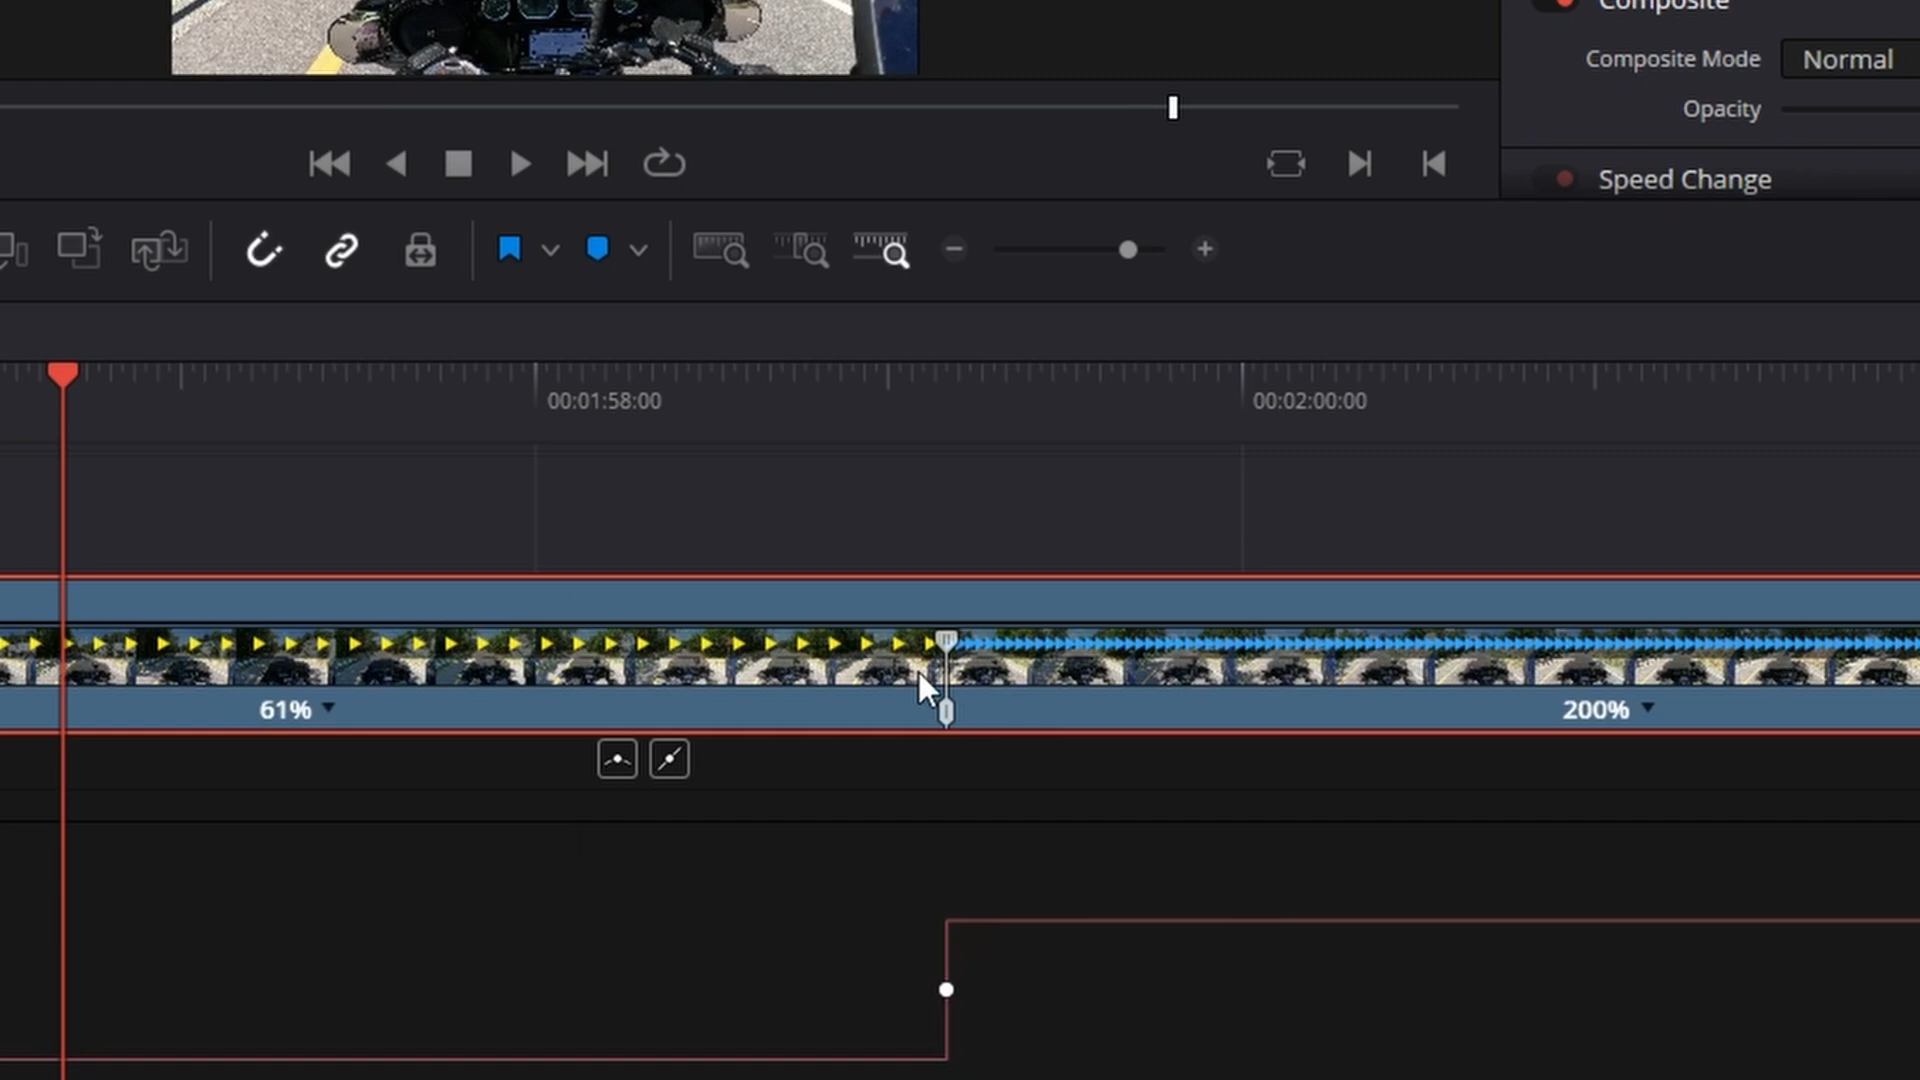 Composite
Composite Mode
Normal
Opacity
Speed Change
00:01:58:00
00:02:00:00
61%
200%